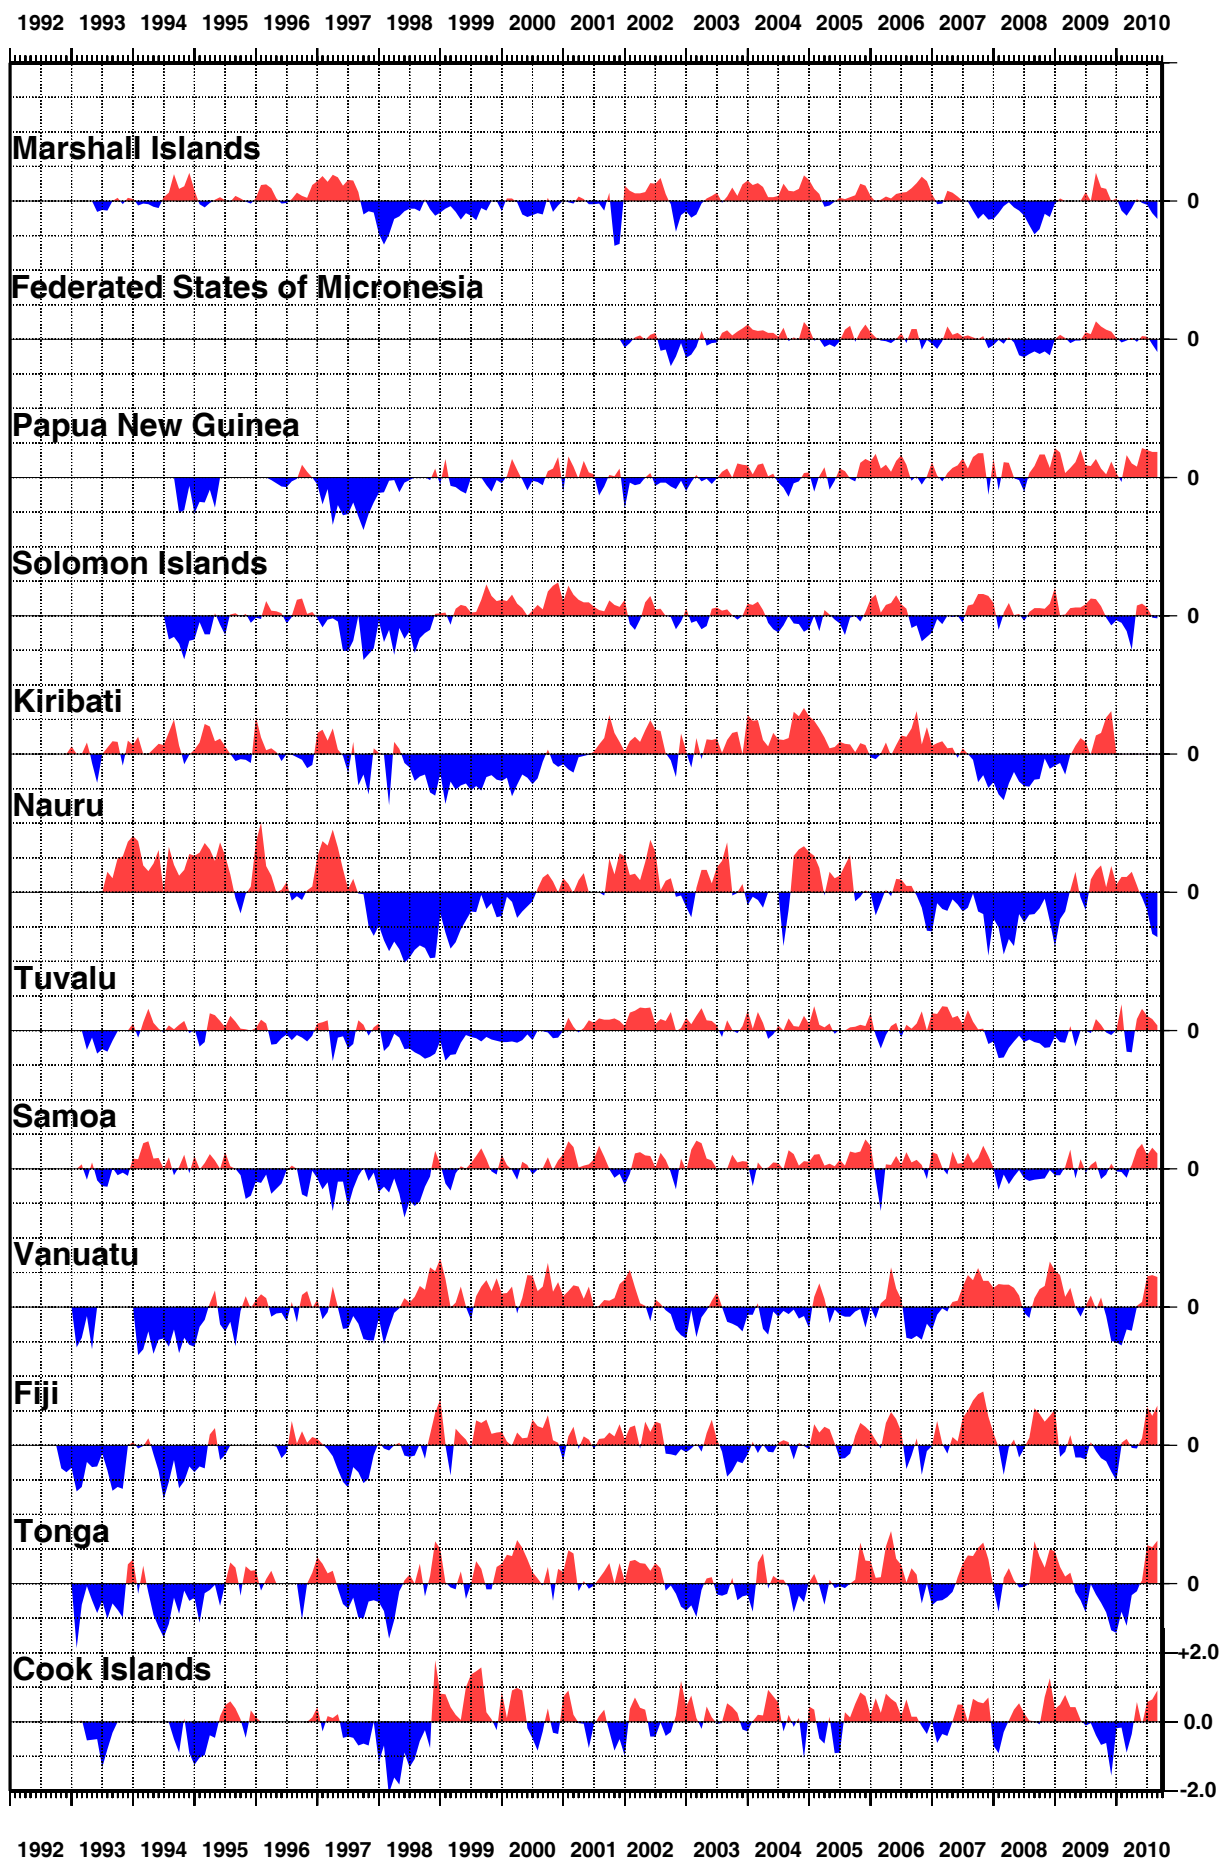 1992 1993 1994 1995 1996 1997 1998 1999 2000 2001 2002 2003 2004 2005 2006 2007 2008 2009 2010
Marshall Islands
0
Federated States of Micronesia
0
Papua New Guinea
0
Solomon Islands
0
Kiribati
0
Nauru
0
Tuvalu
0
Samoa
0
Vanuatu
0
Fiji
0
Tonga
0
+2.0
Cook Islands
0.0
-2.0
1992 1993 1994 1995 1996 1997 1998 1999 2000 2001 2002 2003 2004 2005 2006 2007 2008 2009 2010